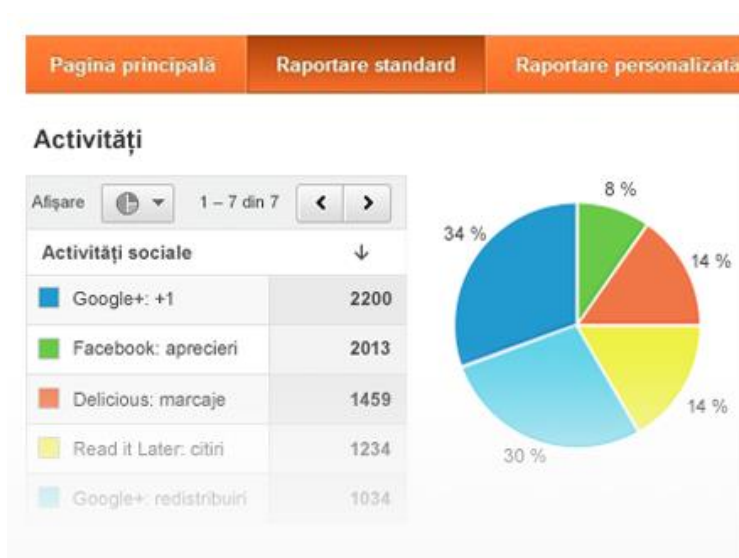 Pagina principală Raportare standard Raportare personalizată
Activități
Afișare 1 – 7 din 7
Activități sociale
Google+: +1 2200
Facebook: aprecieri 2013
Delicious: marcaje 1459
Read it Later: citiri 1234
Google+: redistribuiri 1034
8 %
34 %
14 %
14 %
30 %